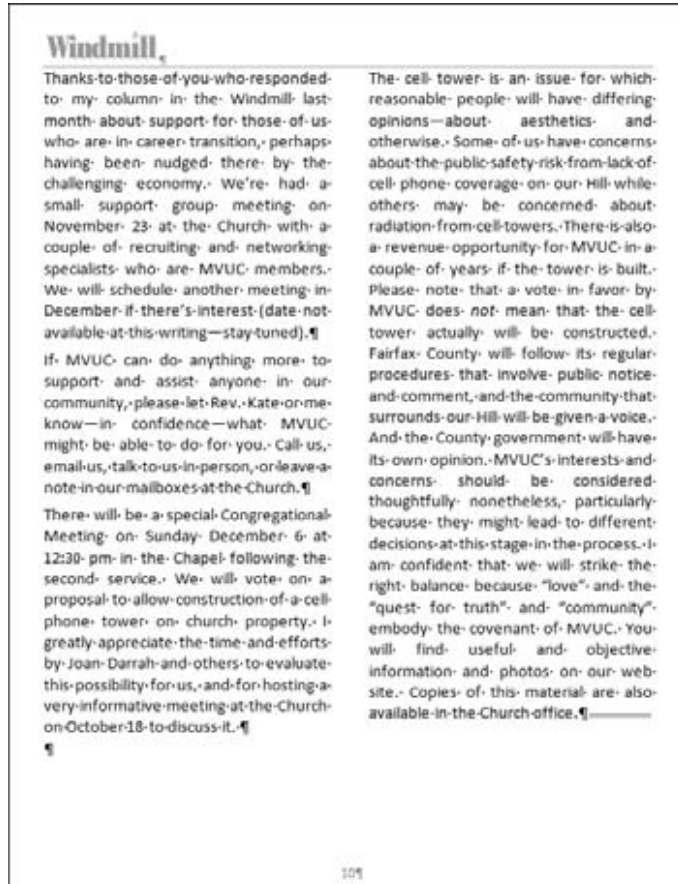 Windmill
Thanks to those of you who responded
to my column in the Windmill last
month about support for those of us
who are in career transition, perhaps
having been nudged there by the
challenging economy. We're had a
small support group meeting on
November 23 at the Church with a
couple of recruiting and networking
specialists who are MVUC members.
We will schedule another meeting in
December if there's interest (date not
available at this writing—stay tuned).¶
If MVUC can do anything more to
support and assist anyone in our
community, please let Rev. Kate or me
know—in confidence—what MVUC
might be able to do for you. Call us,
email us, talk to us in person, or leave a
note in our mailboxes at the Church.¶
There will be a special Congregational
Meeting on Sunday December 6 at
12:30 pm in the Chapel following the
second service. We will vote on a
proposal to allow construction of a cell
phone tower on church property. I
greatly appreciate the time and efforts
by Joan Darrah and others to evaluate
this possibility for us, and for hosting a
very informative meeting at the Church
on October 18 to discuss it. ¶
¶
The cell tower is an issue for which
reasonable people will have differing
opinions—about aesthetics and
otherwise. Some of us have concerns
about the public safety risk from lack of
cell phone coverage on our Hill while
others may be concerned about
radiation from cell towers. There is also
a revenue opportunity for MVUC in a
couple of years if the tower is built.
Please note that a vote in favor by
MVUC does not mean that the cell
tower actually will be constructed.
Fairfax County will follow its regular
procedures that involve public notice
and comment, and the community that
surrounds our Hill will be given a voice.
And the County government will have
its own opinion. MVUC's interests and
concerns should be considered
thoughtfully nonetheless, particularly
because they might lead to different
decisions at this stage in the process. I
am confident that we will strike the
right balance because "love" and the
"quest for truth" and "community"
embody the covenant of MVUC. You
will find useful and objective
information and photos on our web
site. Copies of this material are also
available in the Church office.¶
10¶